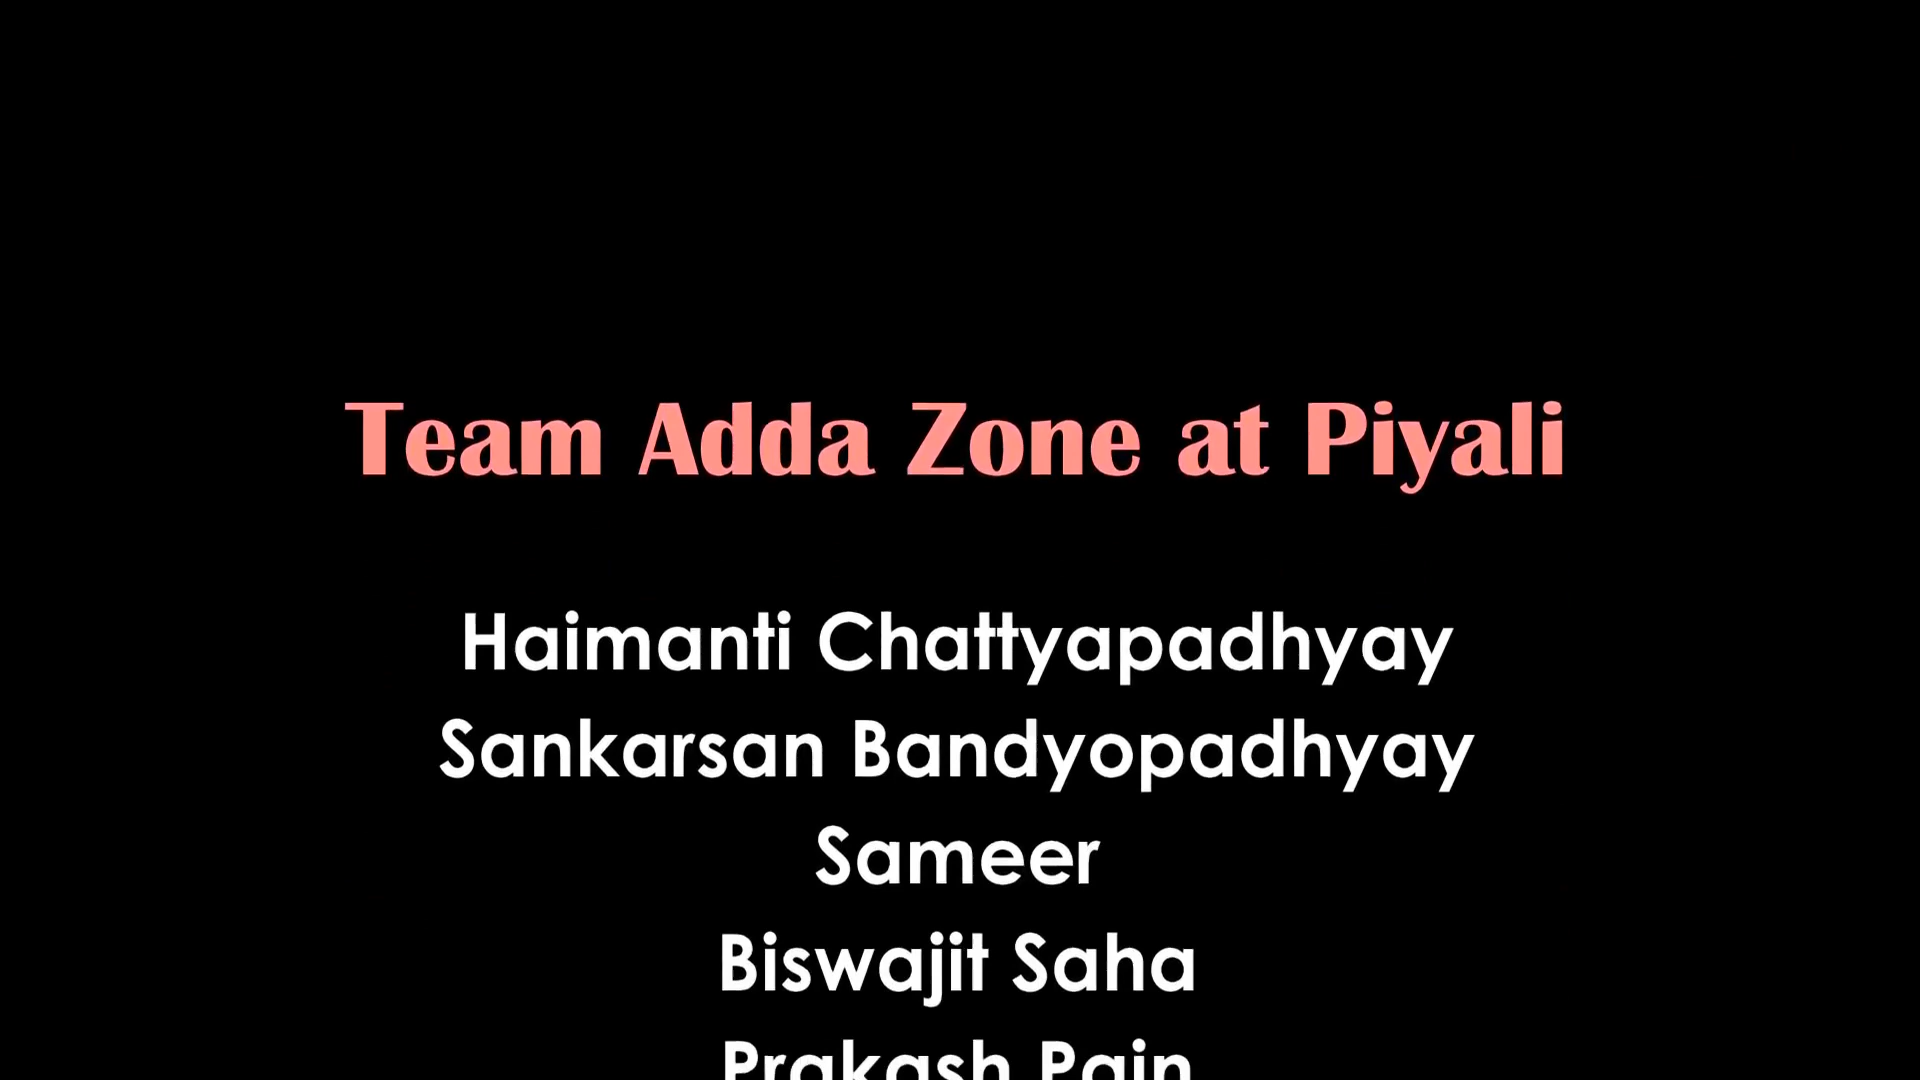 Team Adda Zone at Piyali
Haimanti Chattyapadhyay
Sankarsan Bandyopadhyay
Sameer
Biswajit Saha
Prakash Pain